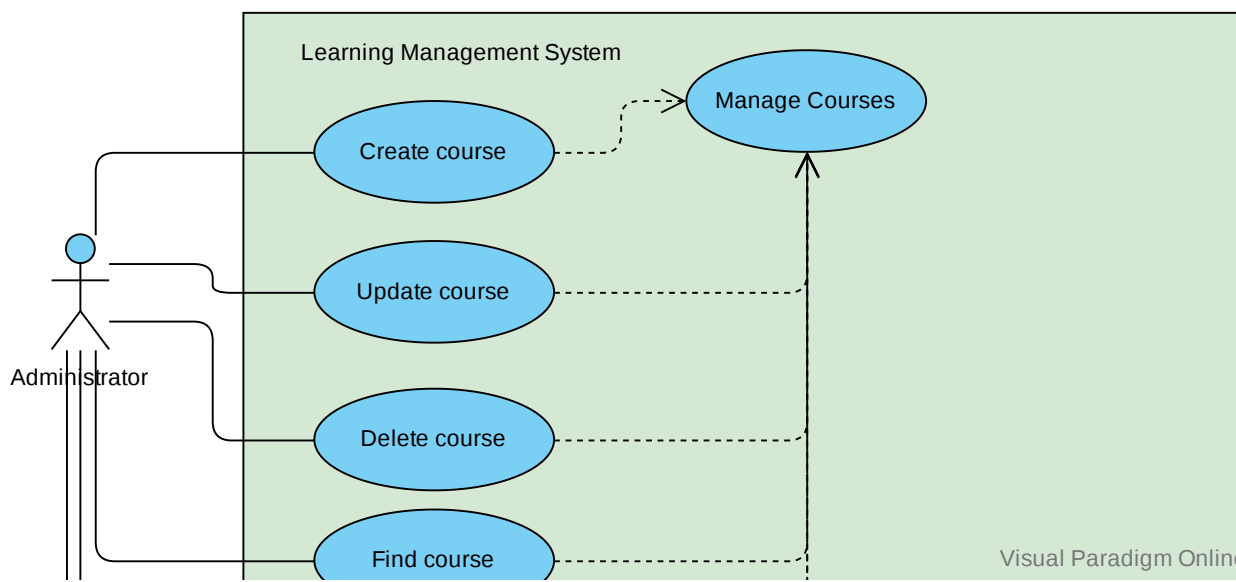 Learning Management System
Manage Courses
Create course
Update course
Administrator
Delete course
Find course
Visual Paradigm Online